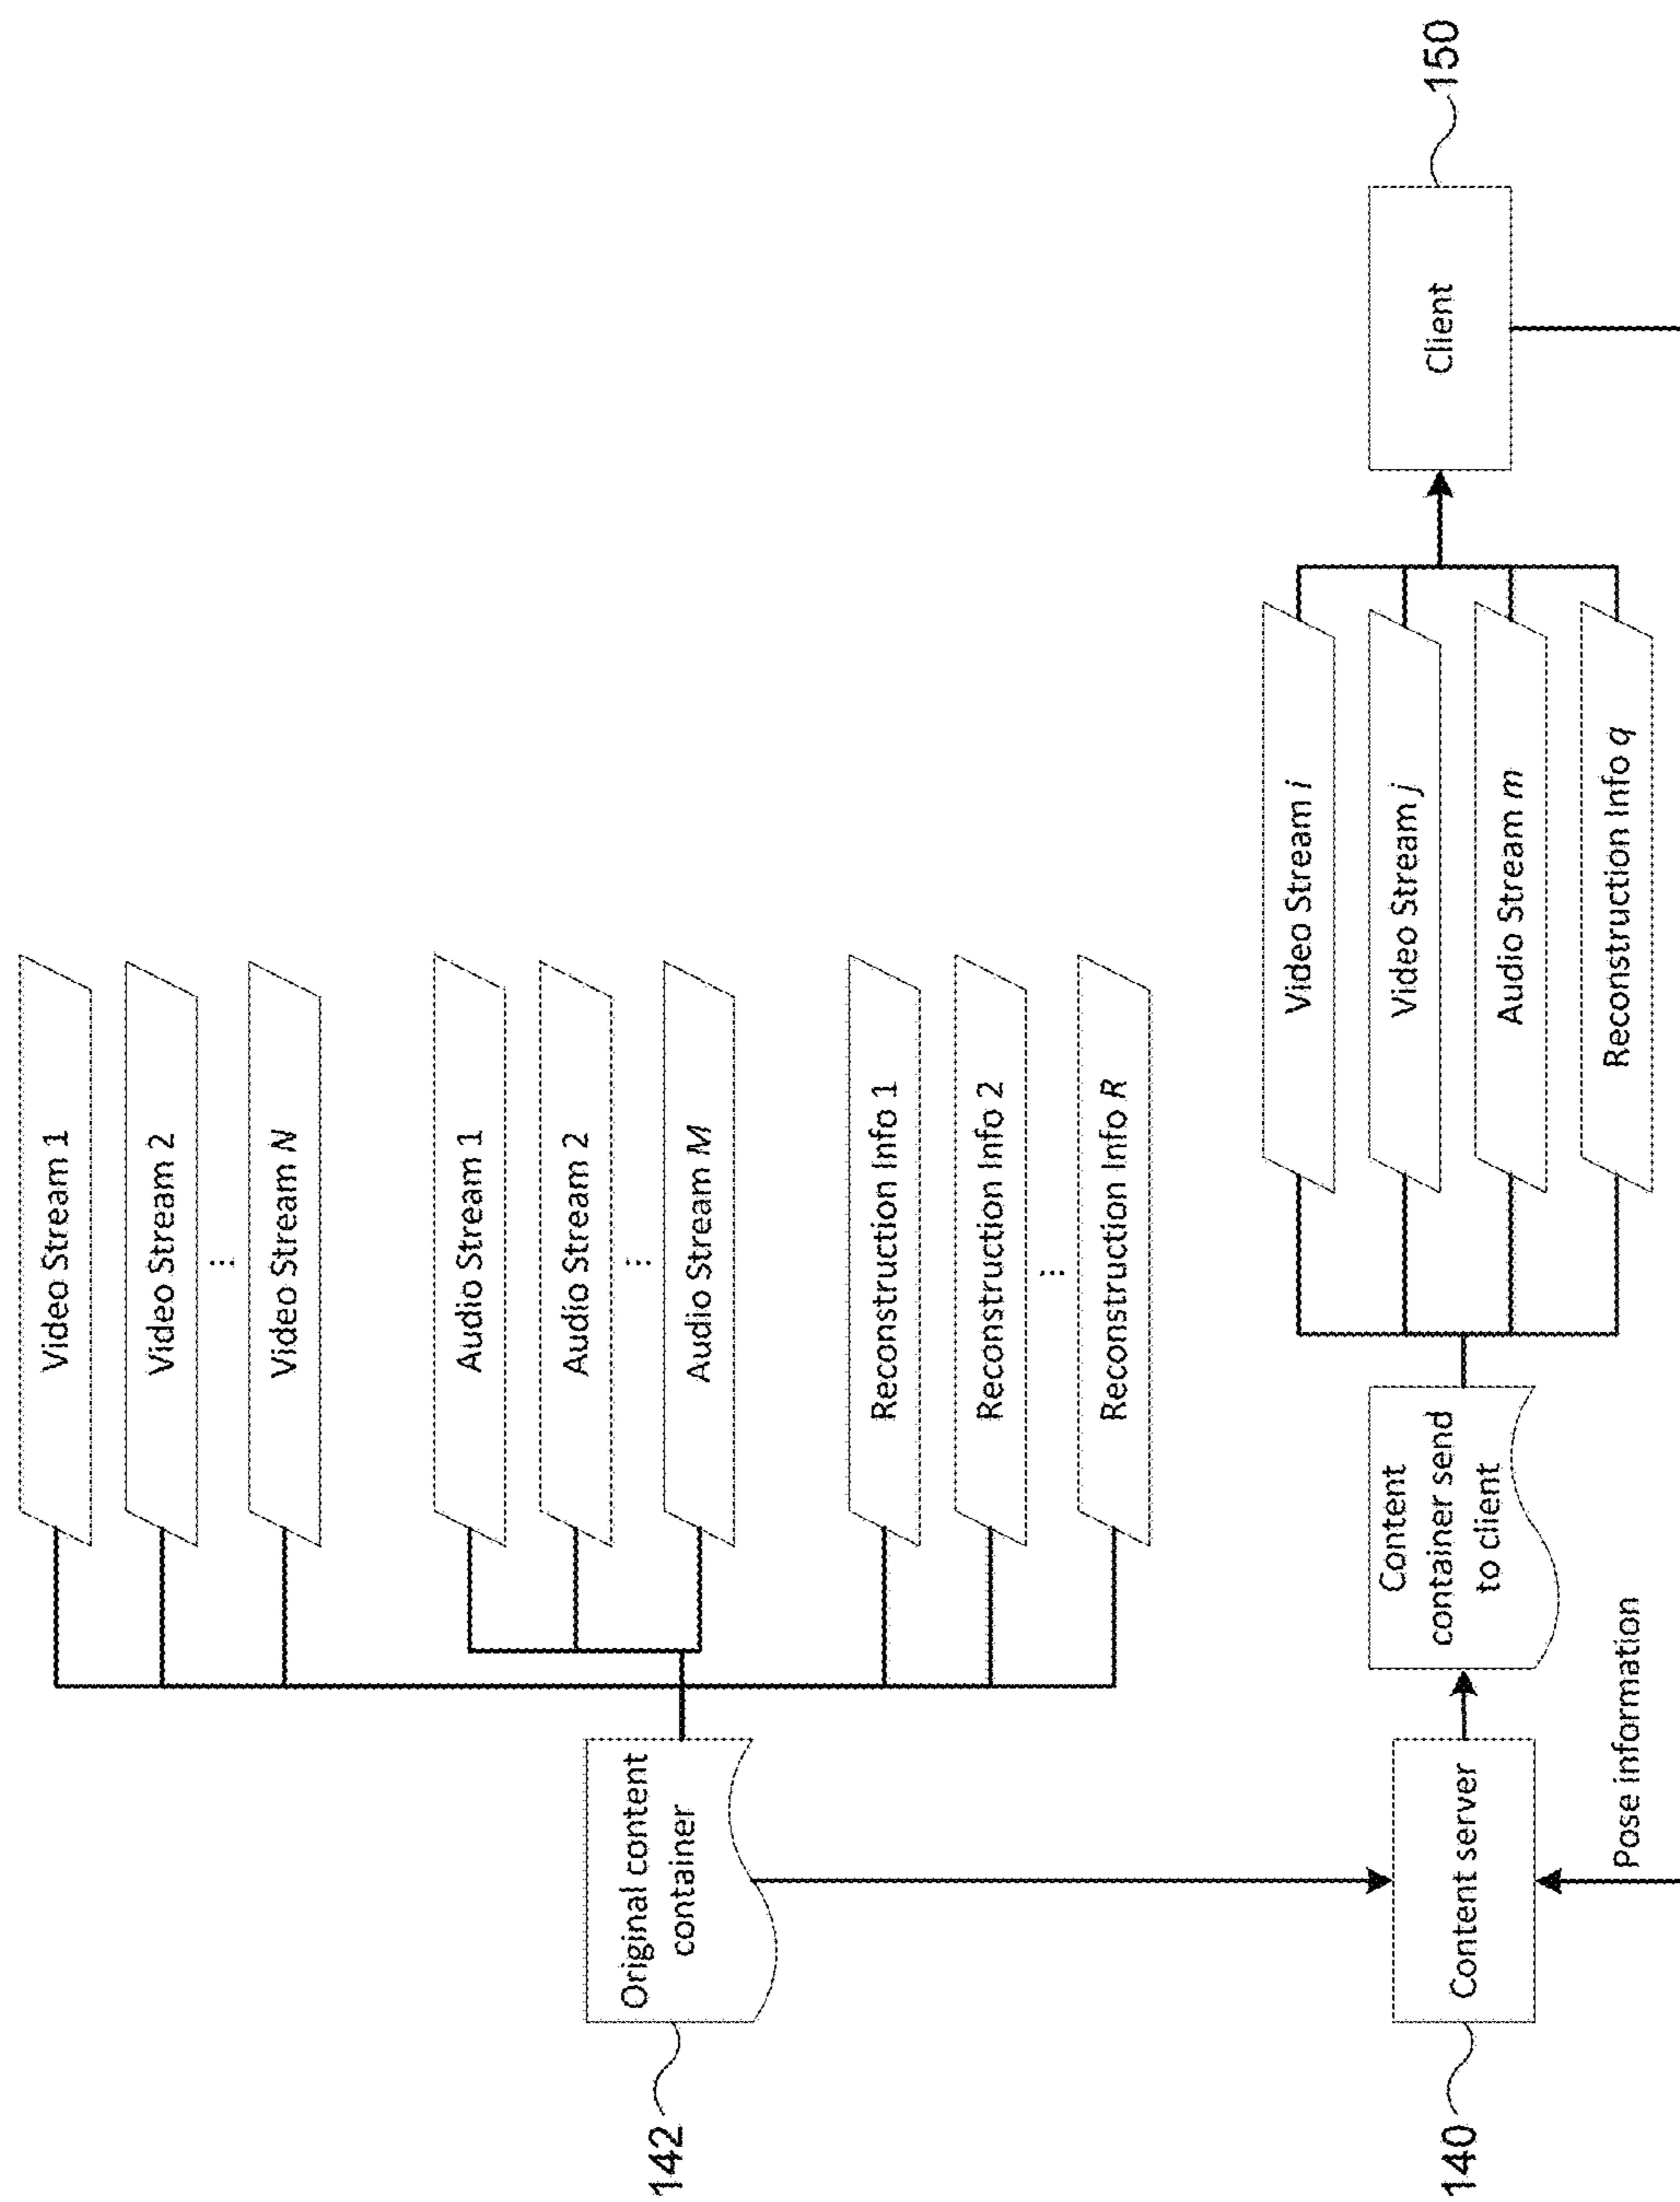 Video Stream 1
Video Stream 2
⋮
Video Stream N
Audio Stream 1
Audio Stream 2
⋮
Audio Stream M
142
Original content
container
Reconstruction Info 1
Reconstruction Info 2
⋮
Reconstruction Info R
Video Stream i
140
Content server
Content
container send
to client
Video Stream j
Client
150
Audio Stream m
Pose information
Reconstruction Info q